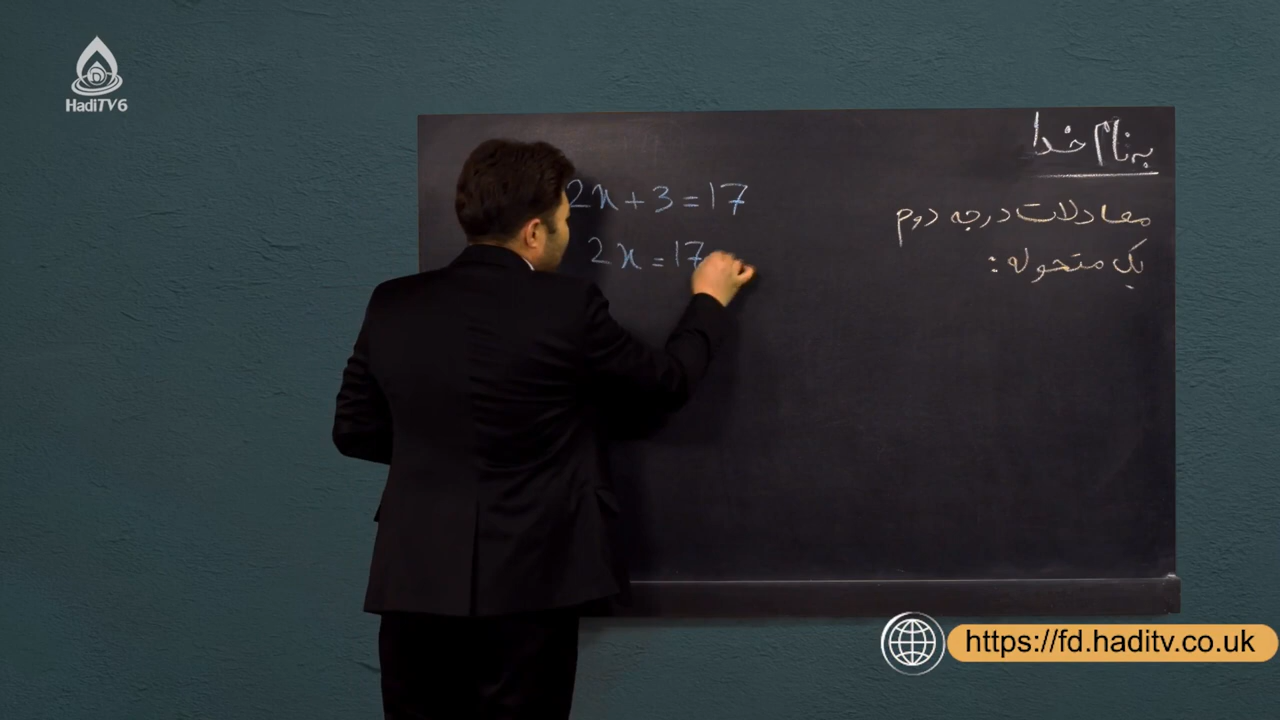 HadiTV6
به نام خدا
معادلات درجه دوم
یک متحوله :
2x + 3 = 17
2x = 17
https://fd.haditv.co.uk